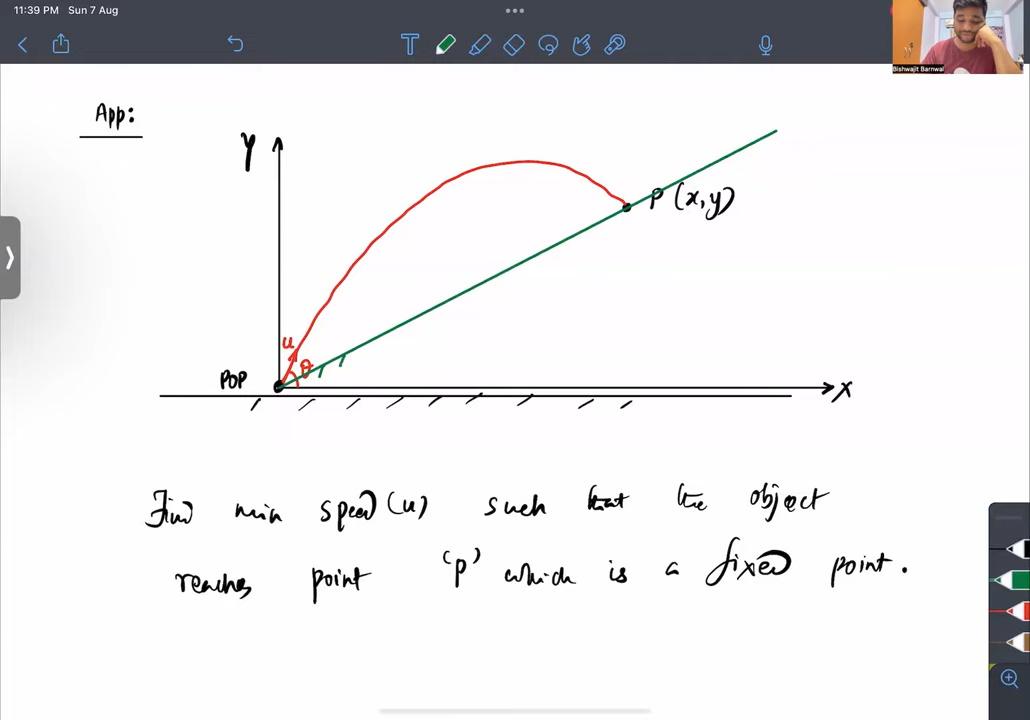 11:39 PM Sun 7 Aug
Bishwajit Barnwal
App:
Y
P (x,y)
u
θ
POP
X
Find min speed (u) such that the object
reaches point 'p' which is a fixed point.